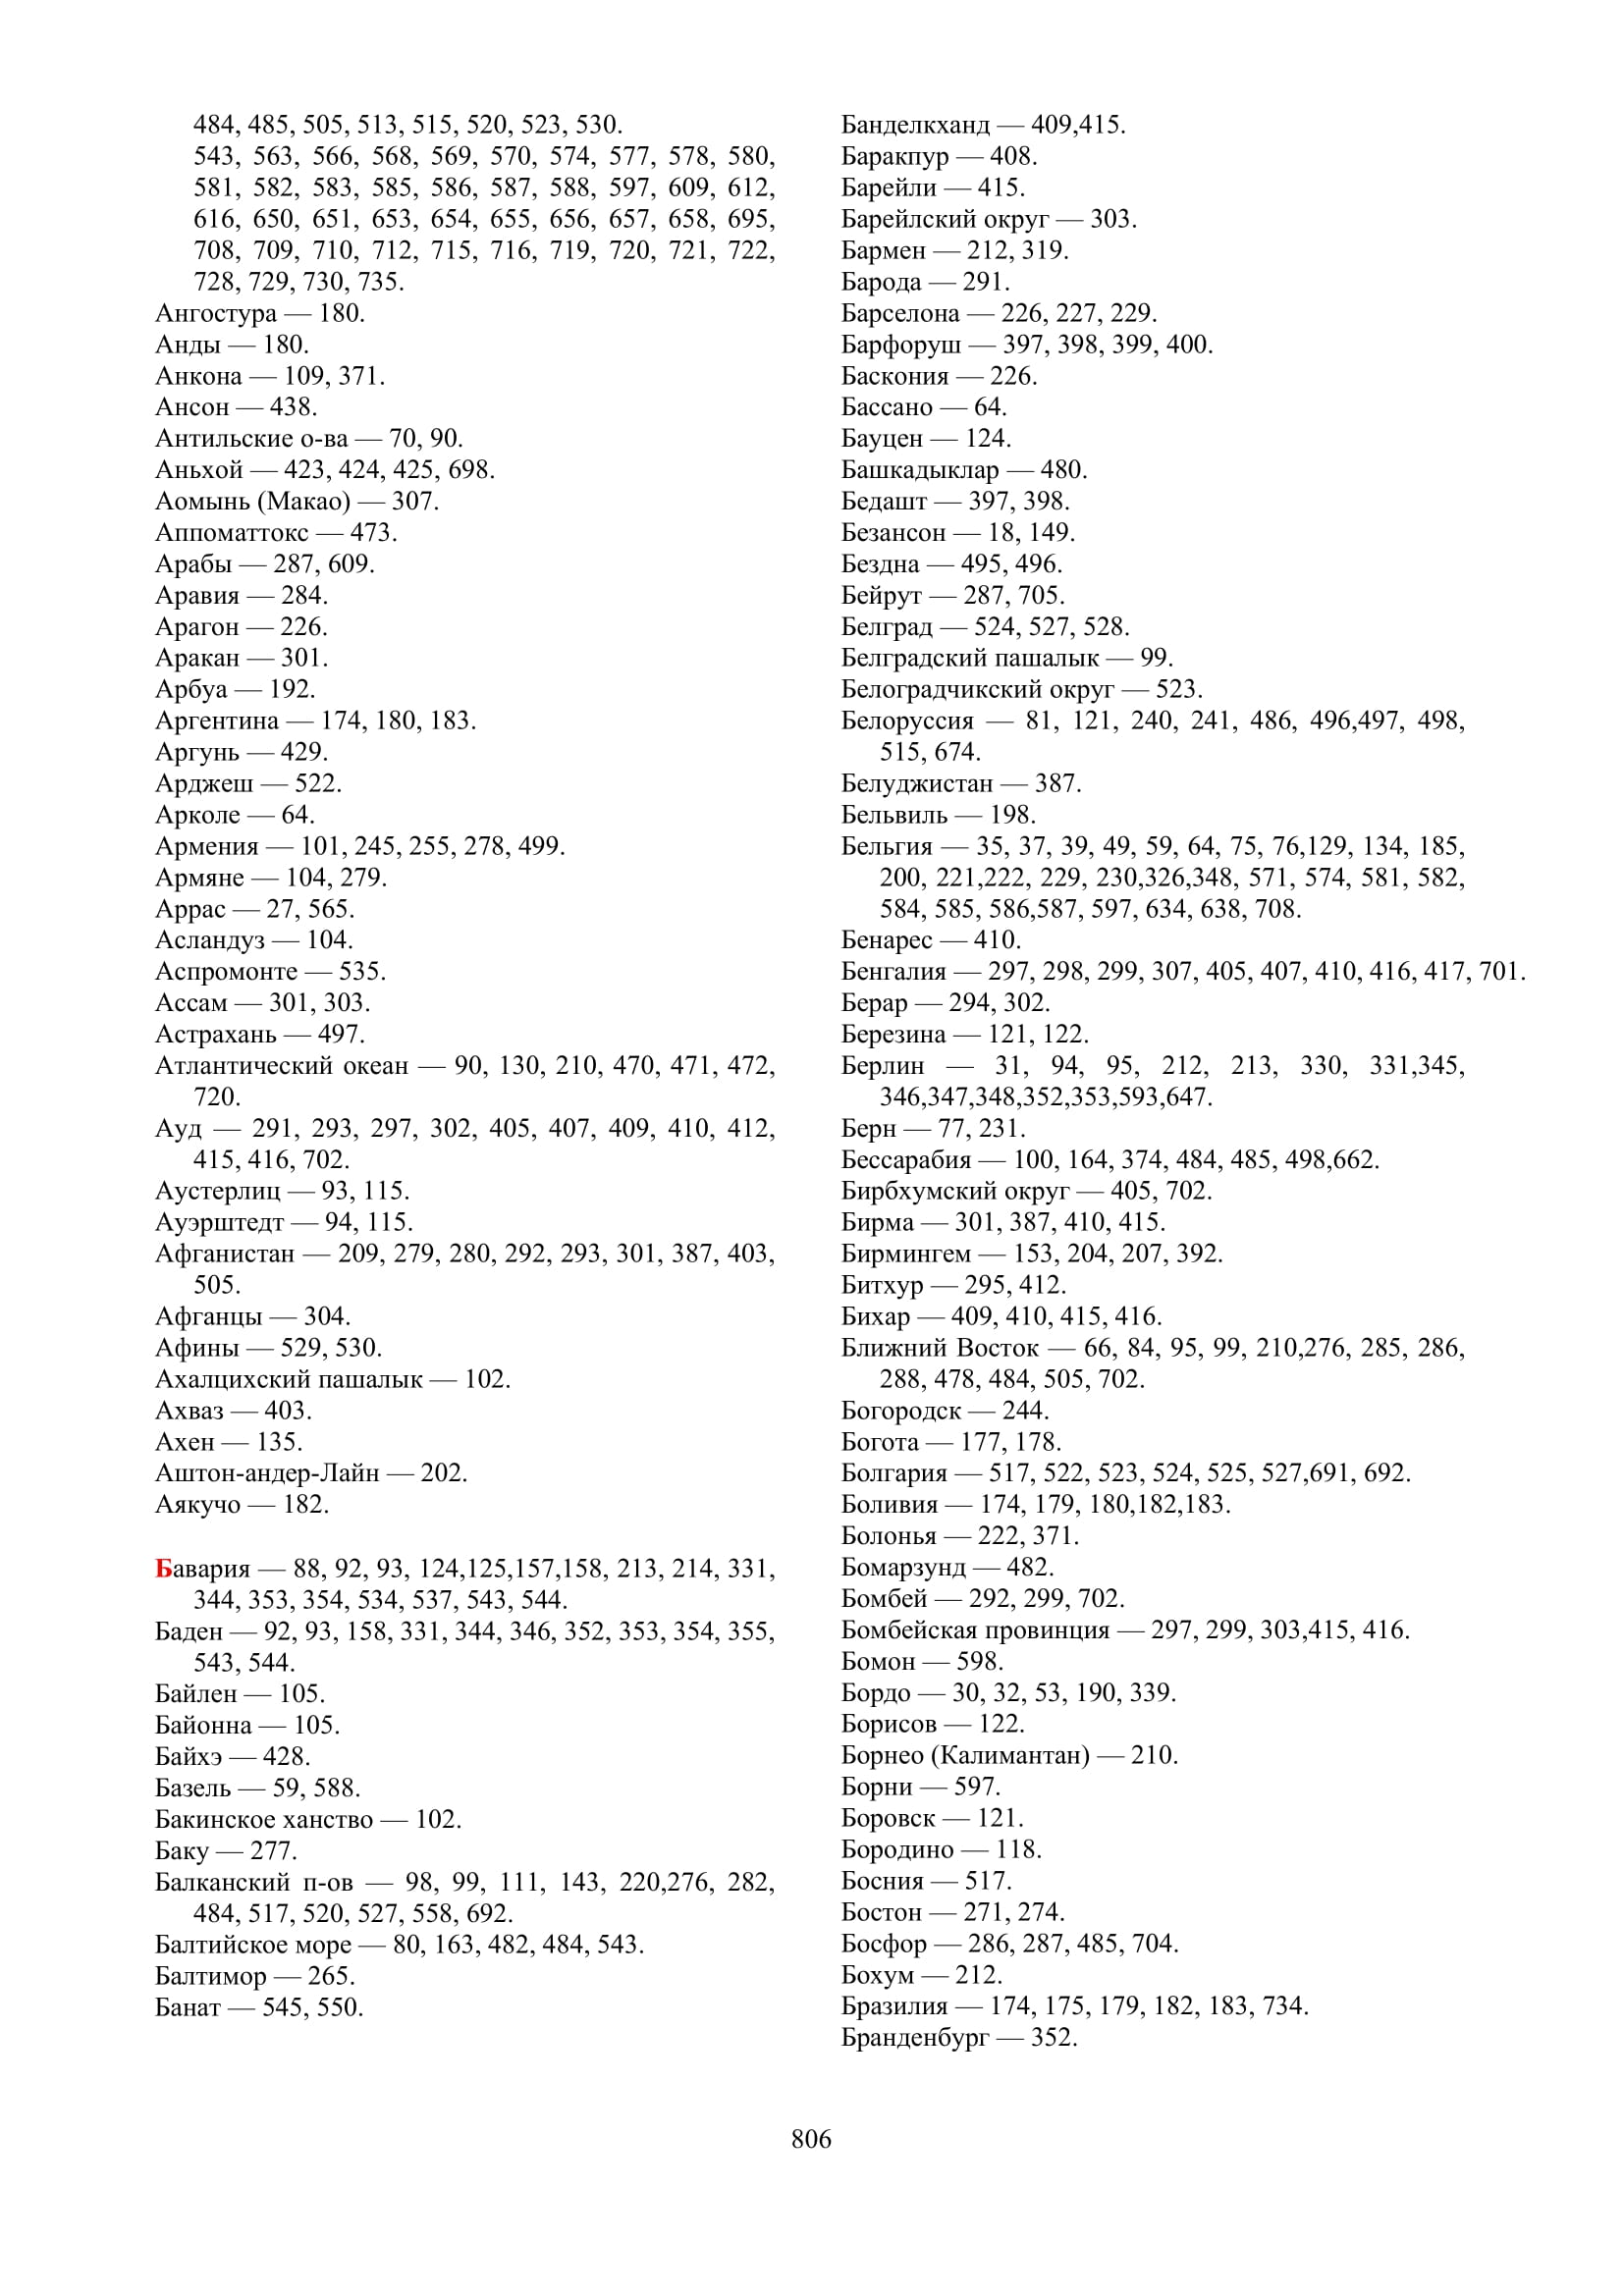 484, 485, 505, 513, 515, 520, 523, 530.
543, 563, 566, 568, 569, 570, 574, 577, 578, 580,
581, 582, 583, 585, 586, 587, 588, 597, 609, 612,
616, 650, 651, 653, 654, 655, 656, 657, 658, 695,
708, 709, 710, 712, 715, 716, 719, 720, 721, 722,
728, 729, 730, 735.
Ангостура — 180.
Анды — 180.
Анкона — 109, 371.
Ансон — 438.
Антильские о-ва — 70, 90.
Аньхой — 423, 424, 425, 698.
Аомынь (Макао) — 307.
Аппоматтокс — 473.
Арабы — 287, 609.
Аравия — 284.
Арагон — 226.
Аракан — 301.
Арбуа — 192.
Аргентина — 174, 180, 183.
Аргунь — 429.
Арджеш — 522.
Арколе — 64.
Армения — 101, 245, 255, 278, 499.
Армяне — 104, 279.
Аррас — 27, 565.
Асландуз — 104.
Аспромонте — 535.
Ассам — 301, 303.
Астрахань — 497.
Атлантический океан — 90, 130, 210, 470, 471, 472,
720.
Ауд — 291, 293, 297, 302, 405, 407, 409, 410, 412,
415, 416, 702.
Аустерлиц — 93, 115.
Ауэрштедт — 94, 115.
Афганистан — 209, 279, 280, 292, 293, 301, 387, 403,
505.
Афганцы — 304.
Афины — 529, 530.
Ахалцихский пашалык — 102.
Ахваз — 403.
Ахен — 135.
Аштон-андер-Лайн — 202.
Аякучо — 182.
Бавария — 88, 92, 93, 124,125,157,158, 213, 214, 331,
344, 353, 354, 534, 537, 543, 544.
Баден — 92, 93, 158, 331, 344, 346, 352, 353, 354, 355,
543, 544.
Байлен — 105.
Байонна — 105.
Байхэ — 428.
Базель — 59, 588.
Бакинское ханство — 102.
Баку — 277.
Балканский п-ов — 98, 99, 111, 143, 220,276, 282,
484, 517, 520, 527, 558, 692.
Балтийское море — 80, 163, 482, 484, 543.
Балтимор — 265.
Банат — 545, 550.
Банделкханд — 409,415.
Баракпур — 408.
Барейли — 415.
Барейлский округ — 303.
Бармен — 212, 319.
Барода — 291.
Барселона — 226, 227, 229.
Барфоруш — 397, 398, 399, 400.
Баскония — 226.
Бассано — 64.
Бауцен — 124.
Башкадыклар — 480.
Бедашт — 397, 398.
Безансон — 18, 149.
Бездна — 495, 496.
Бейрут — 287, 705.
Белград — 524, 527, 528.
Белградский пашалык — 99.
Белоградчикский округ — 523.
Белоруссия — 81, 121, 240, 241, 486, 496,497, 498,
515, 674.
Белуджистан — 387.
Бельвиль — 198.
Бельгия — 35, 37, 39, 49, 59, 64, 75, 76,129, 134, 185,
200, 221,222, 229, 230,326,348, 571, 574, 581, 582,
584, 585, 586,587, 597, 634, 638, 708.
Бенарес — 410.
Бенгалия — 297, 298, 299, 307, 405, 407, 410, 416, 417, 701.
Берар — 294, 302.
Березина — 121, 122.
Берлин — 31, 94, 95, 212, 213, 330, 331,345,
346,347,348,352,353,593,647.
Берн — 77, 231.
Бессарабия — 100, 164, 374, 484, 485, 498,662.
Бирбхумский округ — 405, 702.
Бирма — 301, 387, 410, 415.
Бирмингем — 153, 204, 207, 392.
Битхур — 295, 412.
Бихар — 409, 410, 415, 416.
Ближний Восток — 66, 84, 95, 99, 210,276, 285, 286,
288, 478, 484, 505, 702.
Богородск — 244.
Богота — 177, 178.
Болгария — 517, 522, 523, 524, 525, 527,691, 692.
Боливия — 174, 179, 180,182,183.
Болонья — 222, 371.
Бомарзунд — 482.
Бомбей — 292, 299, 702.
Бомбейская провинция — 297, 299, 303,415, 416.
Бомон — 598.
Бордо — 30, 32, 53, 190, 339.
Борисов — 122.
Борнео (Калимантан) — 210.
Борни — 597.
Боровск — 121.
Бородино — 118.
Босния — 517.
Бостон — 271, 274.
Босфор — 286, 287, 485, 704.
Бохум — 212.
Бразилия — 174, 175, 179, 182, 183, 734.
Бранденбург — 352.
806